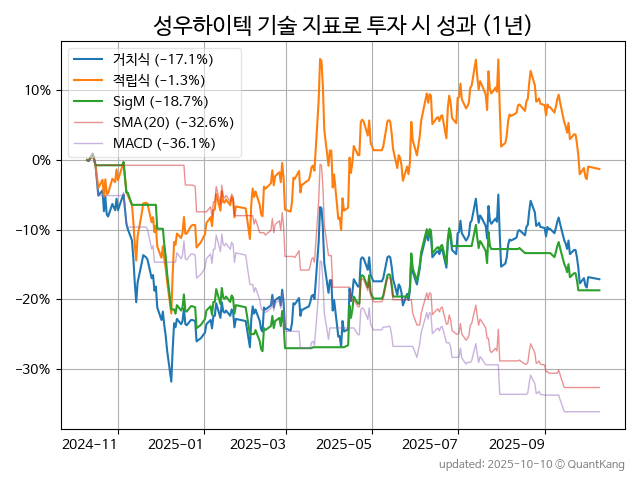 성우하이텍 기술 지표로 투자 시 성과 (1년)
거치식 (−17.1%)
적립식 (−1.3%)
SigM (−18.7%)
SMA(20) (−32.6%)
MACD (−36.1%)
10%
0%
−10%
−20%
−30%
2024-11 2025-01 2025-03 2025-05 2025-07 2025-09
updated: 2025-10-10 © QuantKang